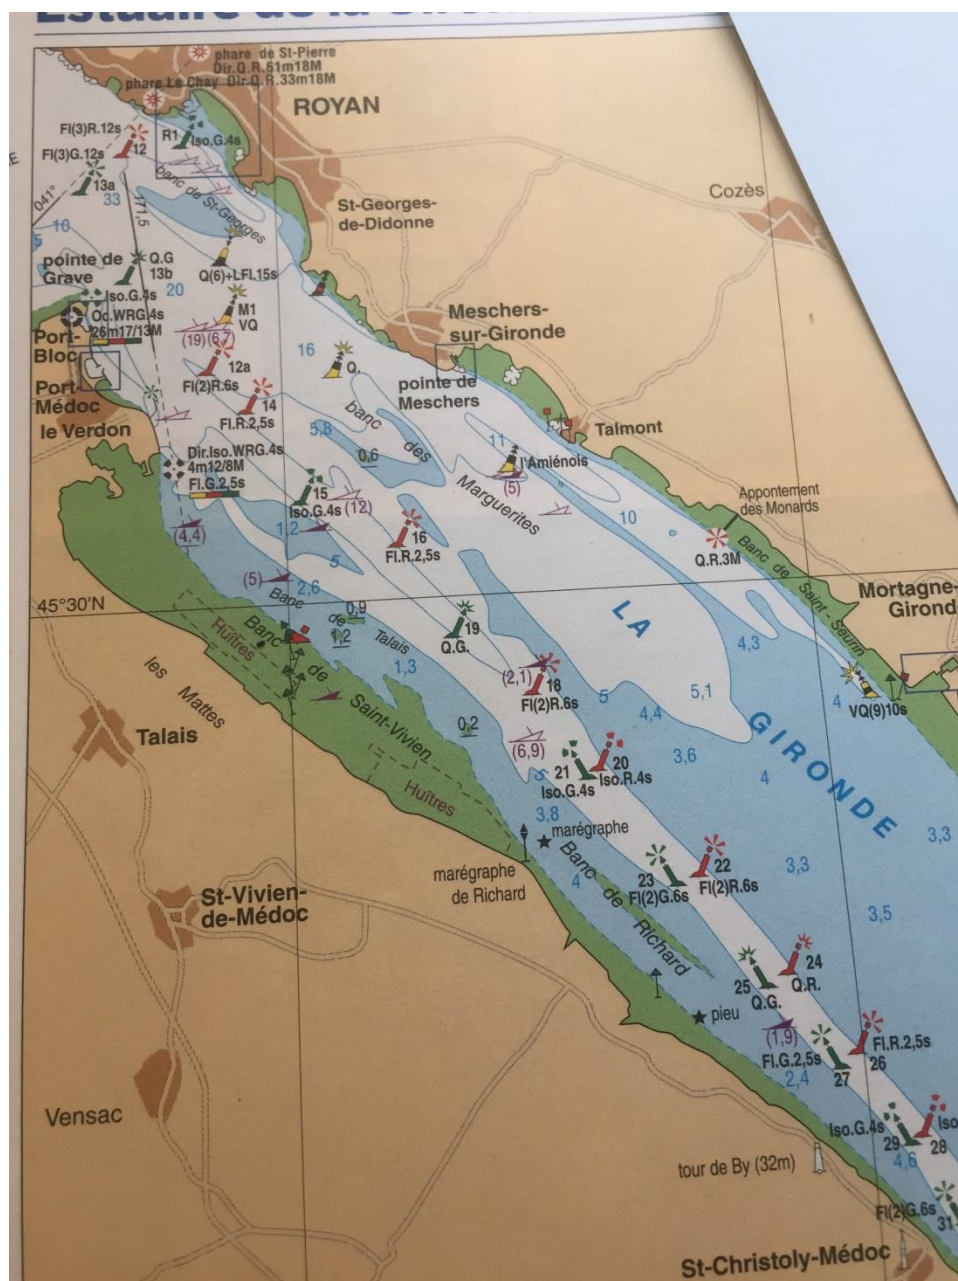 Estuaire de la Giron
phare de St-Pierre
Dir.Q.R.61m18M
phare Le Chay Dir.Q.R.33m18M
ROYAN
Fl(3)R.12s
12
R1
Iso.G.4s
Fl(3)G.12s
13a
E
33
041°
171,5
banc de St-Georges
Cozès
St-Georges-
de-Didonne
10
5
pointe de
Grave
Q.G
13b
Q(6)+LFl.15s
20
Iso.G.4s
Oc.WRG.4s
26m17/13M
M1
VQ
(19)
(6,7)
Port-
Bloc
Meschers-
sur-Gironde
16
Q.
12a
Fl(2)R.6s
pointe de
Meschers
Port-
Médoc
14
Fl.R.2,5s
le Verdon
banc
des
Marguerites
5,8
0,6
11
l'Amiénois
(5)
Talmont
Dir.Iso.WRG.4s
4m12/8M
Fl.G.2,5s
15
Iso.G.4s
(12)
16
Fl.R.2,5s
10
Appontement
des Monards
Q.R.3M
(4,4)
1,2
5
(5)
2,6
Banc de Saint-Seurin
Mortagne-
Girond
45°30'N
Banc
de
Talais
0,9
1,2
1,3
19
Q.G.
LA
GIRONDE
4,3
Huîtres
Banc
de
Saint-Vivien
les Mattes
(2,1)
18
Fl(2)R.6s
5
4,4
5,1
4
VQ(9)10s
Talais
0,2
(6,9)
3,6
4
21
Iso.G.4s
20
Iso.R.4s
5
Huîtres
3,8
marégraphe
3,3
marégraphe
de Richard
Banc de Richard
4
23
Fl(2)G.6s
22
Fl(2)R.6s
3,3
3,5
St-Vivien-
de-Médoc
25
Q.G.
24
Q.R.
pieu
(1,9)
Fl.G.2,5s
27
Fl.R.2,5s
26
2,4
Vensac
Iso.G.4s
29
Iso
28
4,6
tour de By (32m)
Fl(2)G.6s
31
St-Christoly-Médoc